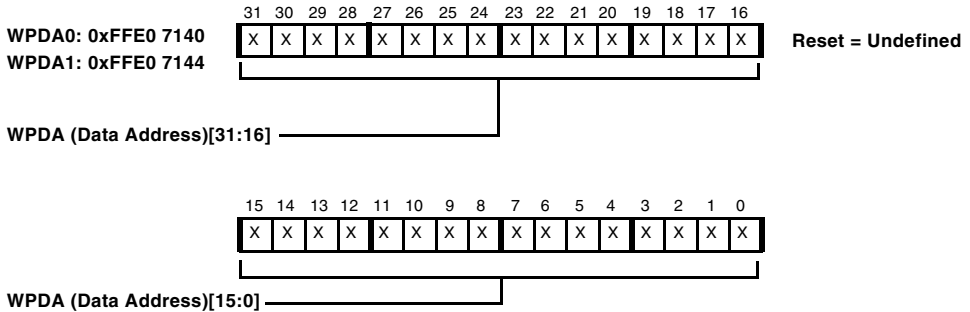 31 30 29 28 27 26 25 24 23 22 21 20 19 18 17 16
WPDA0: 0xFFE0 7140 X X X X X X X X X X X X X X X X Reset = Undefined
WPDA1: 0xFFE0 7144
WPDA (Data Address)[31:16]
15 14 13 12 11 10 9 8 7 6 5 4 3 2 1 0
X X X X X X X X X X X X X X X X
WPDA (Data Address)[15:0]